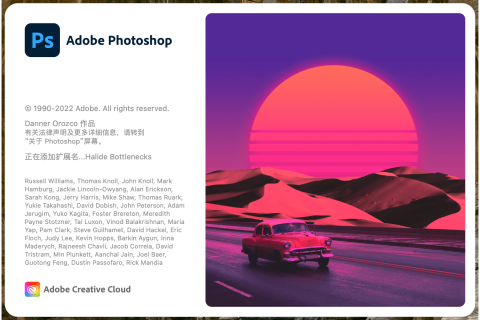 Ps Adobe Photoshop
© 1990-2022 Adobe. All rights reserved.
Danner Orozco 作品
有关法律声明及更多详细信息，请转到
“关于 Photoshop”屏幕。
正在添加扩展名...Halide Bottlenecks
Russell Williams, Thomas Knoll, John Knoll, Mark
Hamburg, Jackie Lincoln-Owyang, Alan Erickson,
Sarah Kong, Jerry Harris, Mike Shaw, Thomas Ruark,
Yukie Takahashi, David Dobish, John Peterson, Adam
Jerugim, Yuko Kagita, Foster Brereton, Meredith
Payne Stotzner, Tai Luxon, Vinod Balakrishnan, Maria
Yap, Pam Clark, Steve Guilhamet, David Hackel, Eric
Floch, Judy Lee, Kevin Hopps, Barkin Aygun, Irina
Maderych, Rajneesh Chavli, Jacob Correia, David
Tristram, Min Plunkett, Aanchal Jain, Joel Baer,
Guotong Feng, Dustin Passofaro, Rick Mandia
Adobe Creative Cloud